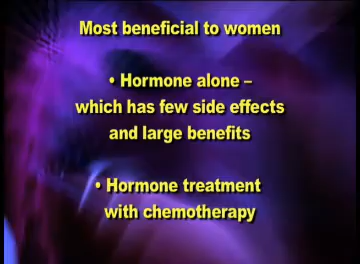 Most beneficial to women
• Hormone alone –
which has few side effects
and large benefits
• Hormone treatment
with chemotherapy